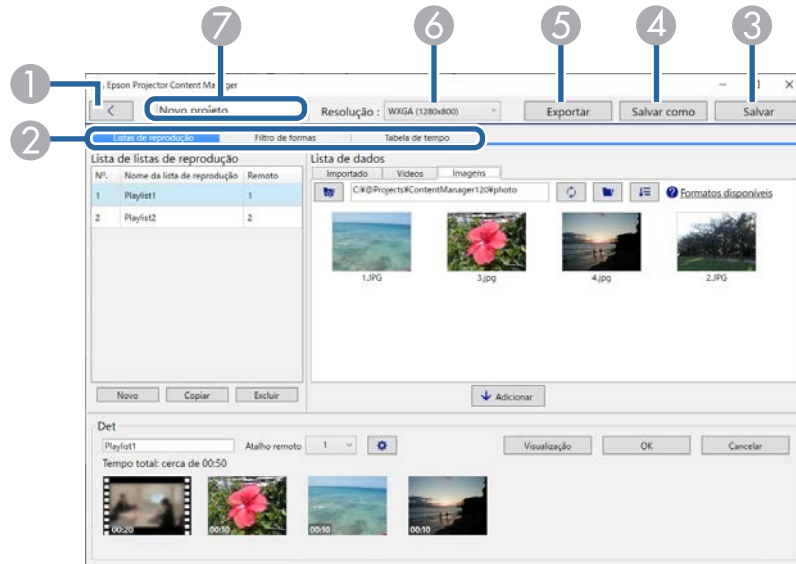 7 6 5 4 3
1
Epson Projector Content Manager
Novo projeto Resolução : WXGA (1280x800) Exportar Salvar como Salvar
2
Listas de reprodução Filtro de formas Tabela de tempo
Lista de listas de reprodução Lista de dados
Importado Vídeos Imagens
Nº. Nome da lista de reprodução Remoto
C:¥@Projects¥ContentManager120¥photo Formatos disponíveis
1 Playlist1 1
2 Playlist2 2
1.JPG 3.jpg 4.jpg 2.JPG
Novo Copiar Excluir Adicionar
Det
Playlist1 Atalho remoto 1 Visualização OK Cancelar
Tempo total: cerca de 00:50
00:20 00:10 00:10 00:10